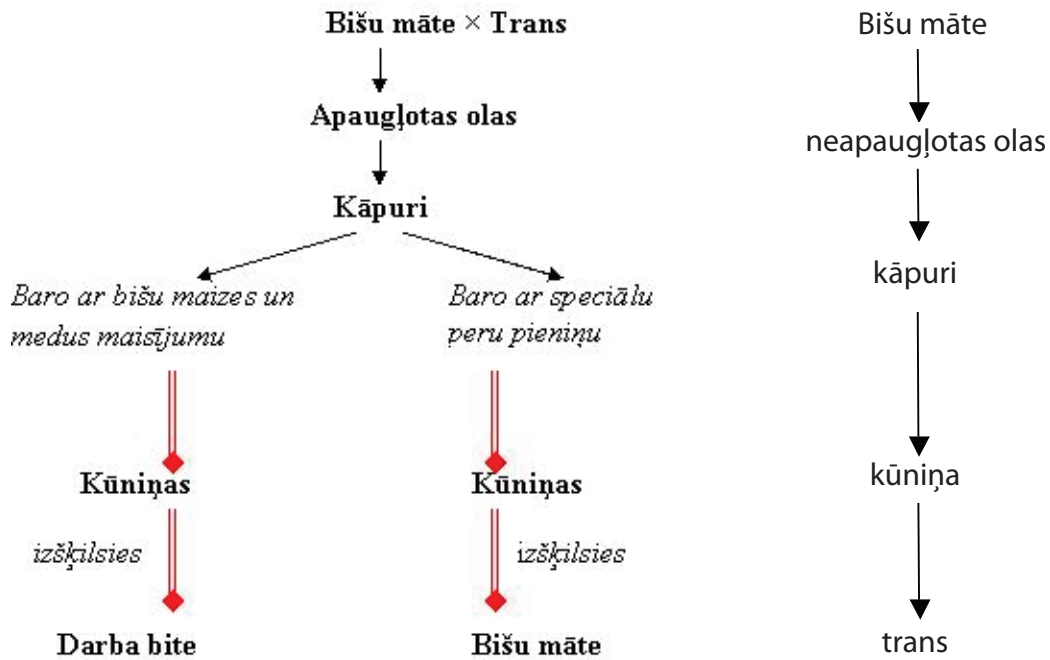 Bišu māte × Trans
Apaugļotas olas
Kāpuri
Baro ar bišu maizes un
medus maisījumu
Baro ar speciālu
peru pieniņu
Kūniņas
Kūniņas
izšķilsies
izšķilsies
Darba bite
Bišu māte
Bišu māte
neapaugļotas olas
kāpuri
kūniņa
trans